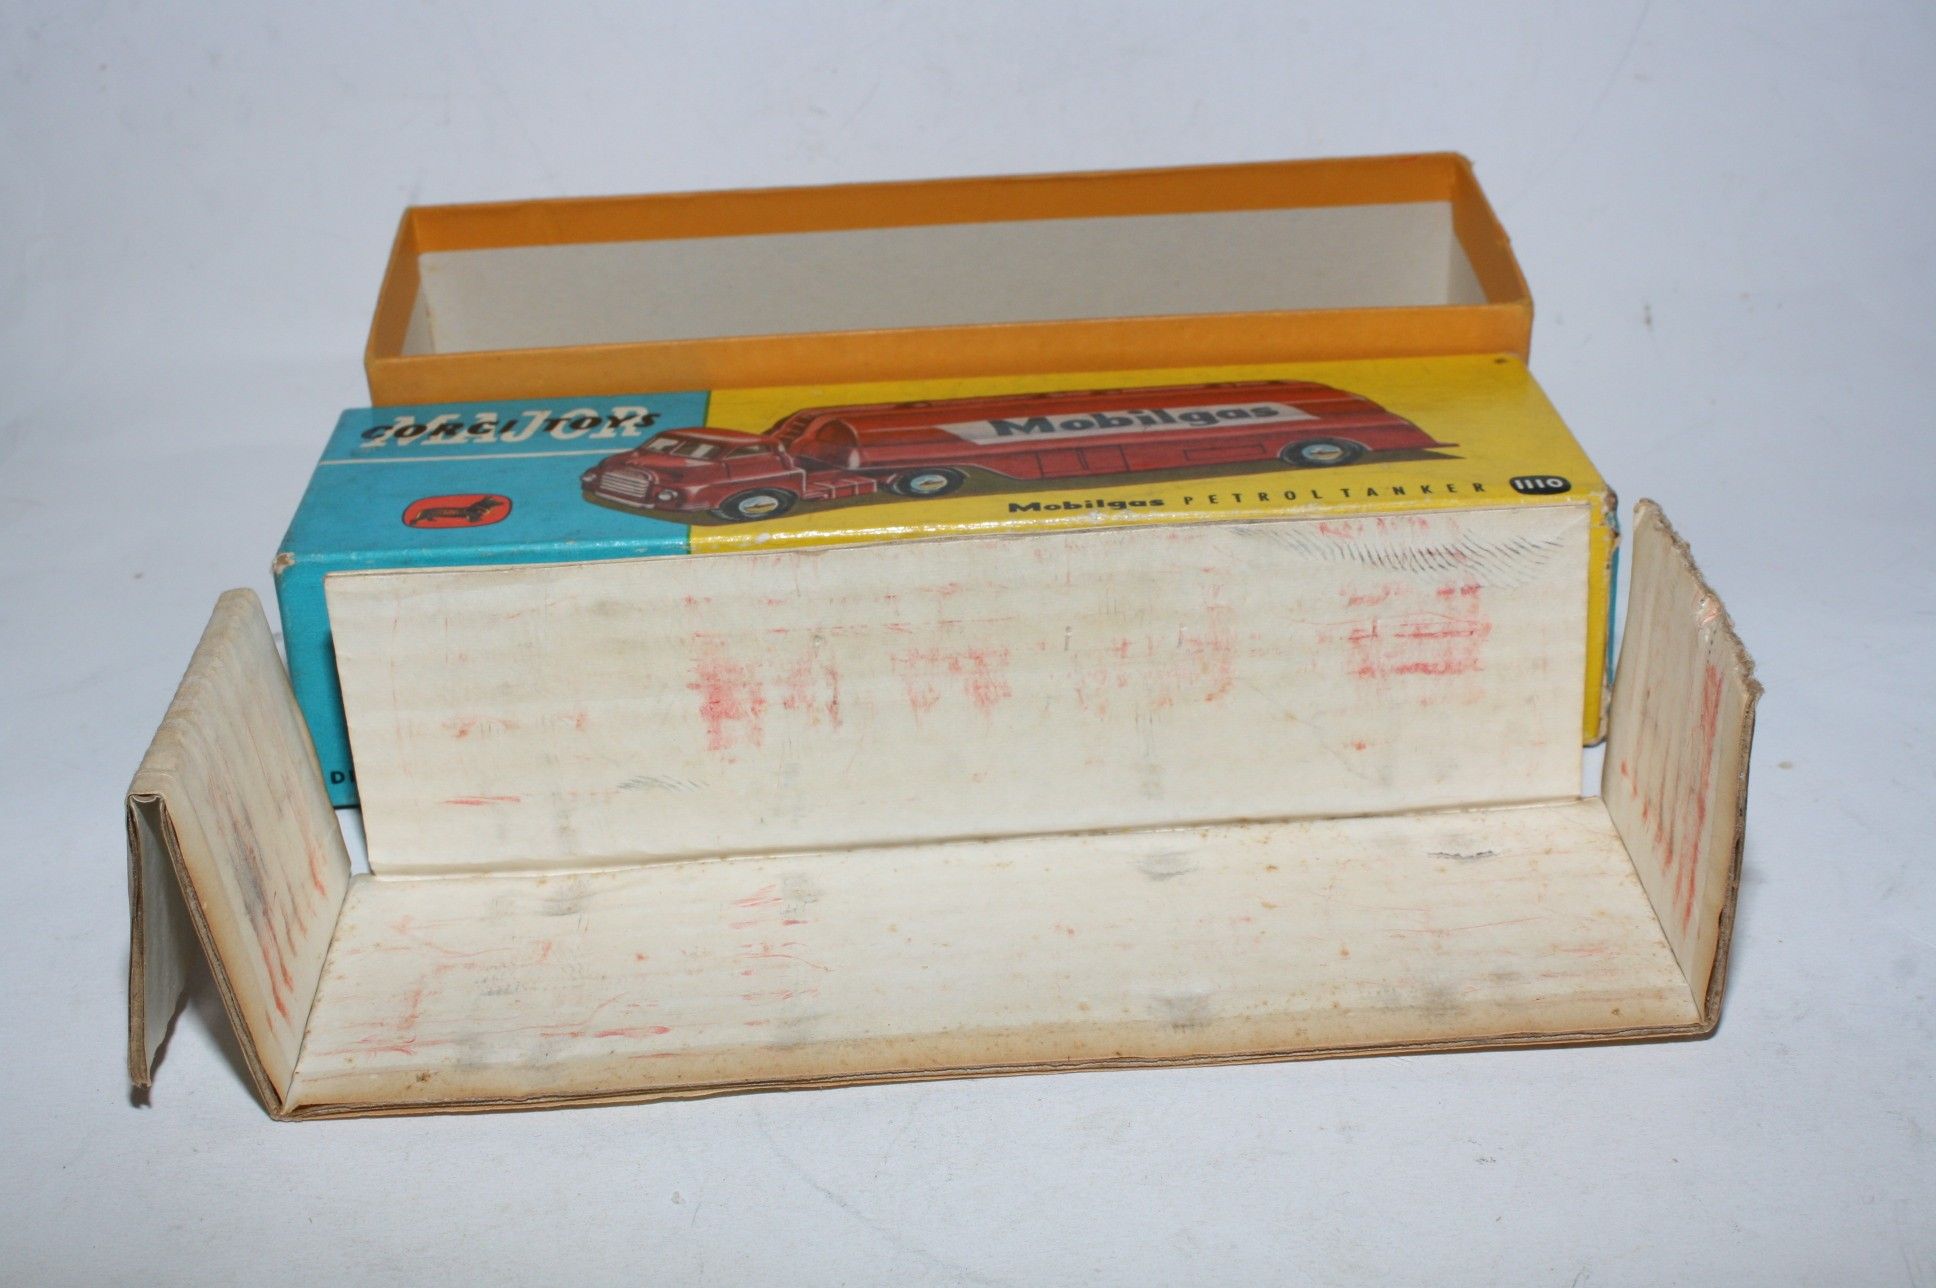 MAJOR
CORGI TOYS
Mobilgas
Mobilgas PETROL TANKER 1110